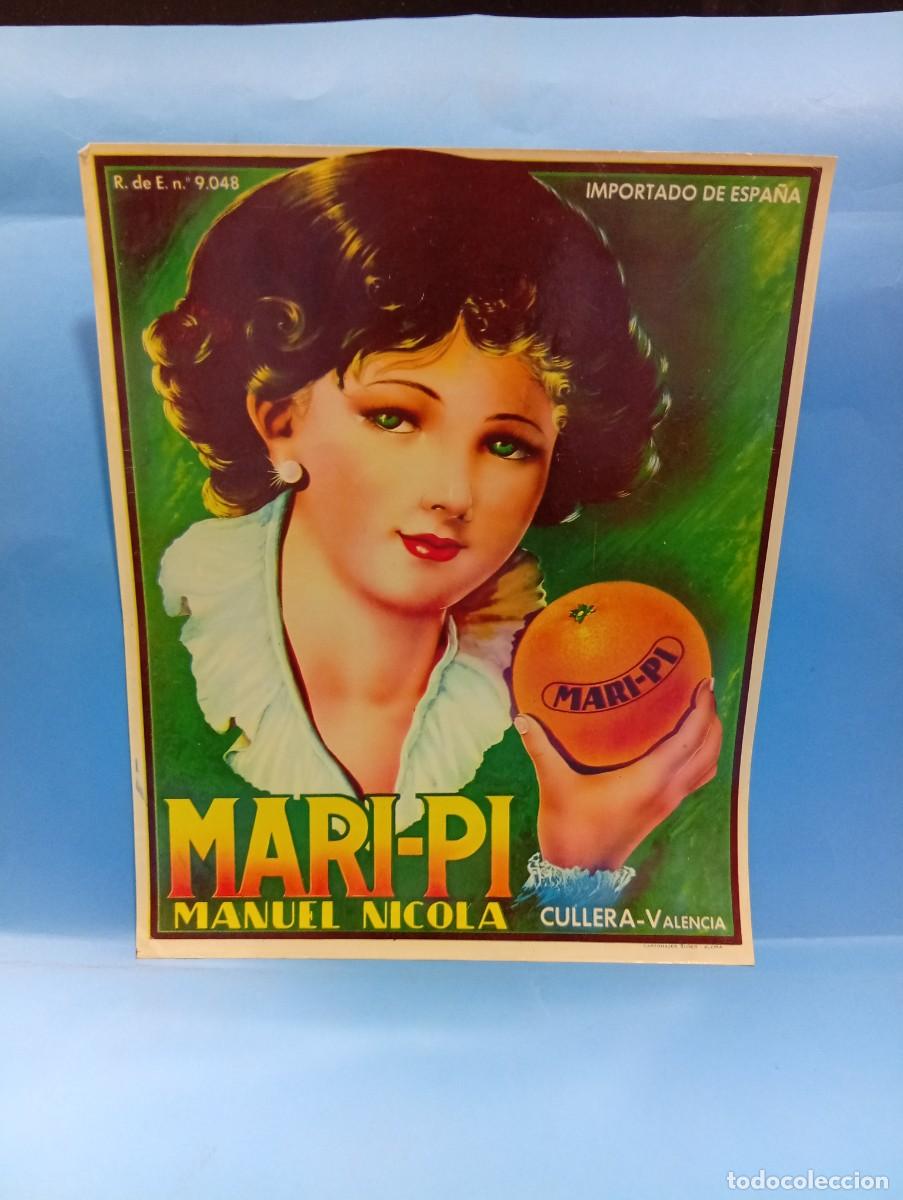 R. de E. n.º 9.048
IMPORTADO DE ESPAÑA
MARI-PI
MARI-PI
MANUEL NICOLA
CULLERA-VALENCIA
todocoleccion